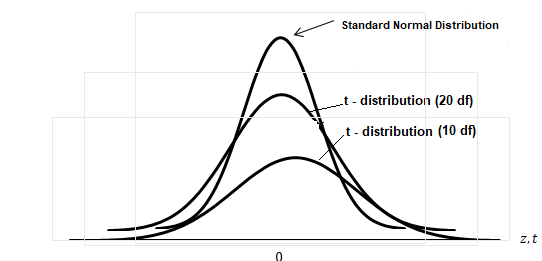 Standard Normal Distribution
t - distribution (20 df)
t - distribution (10 df)
z, t
0